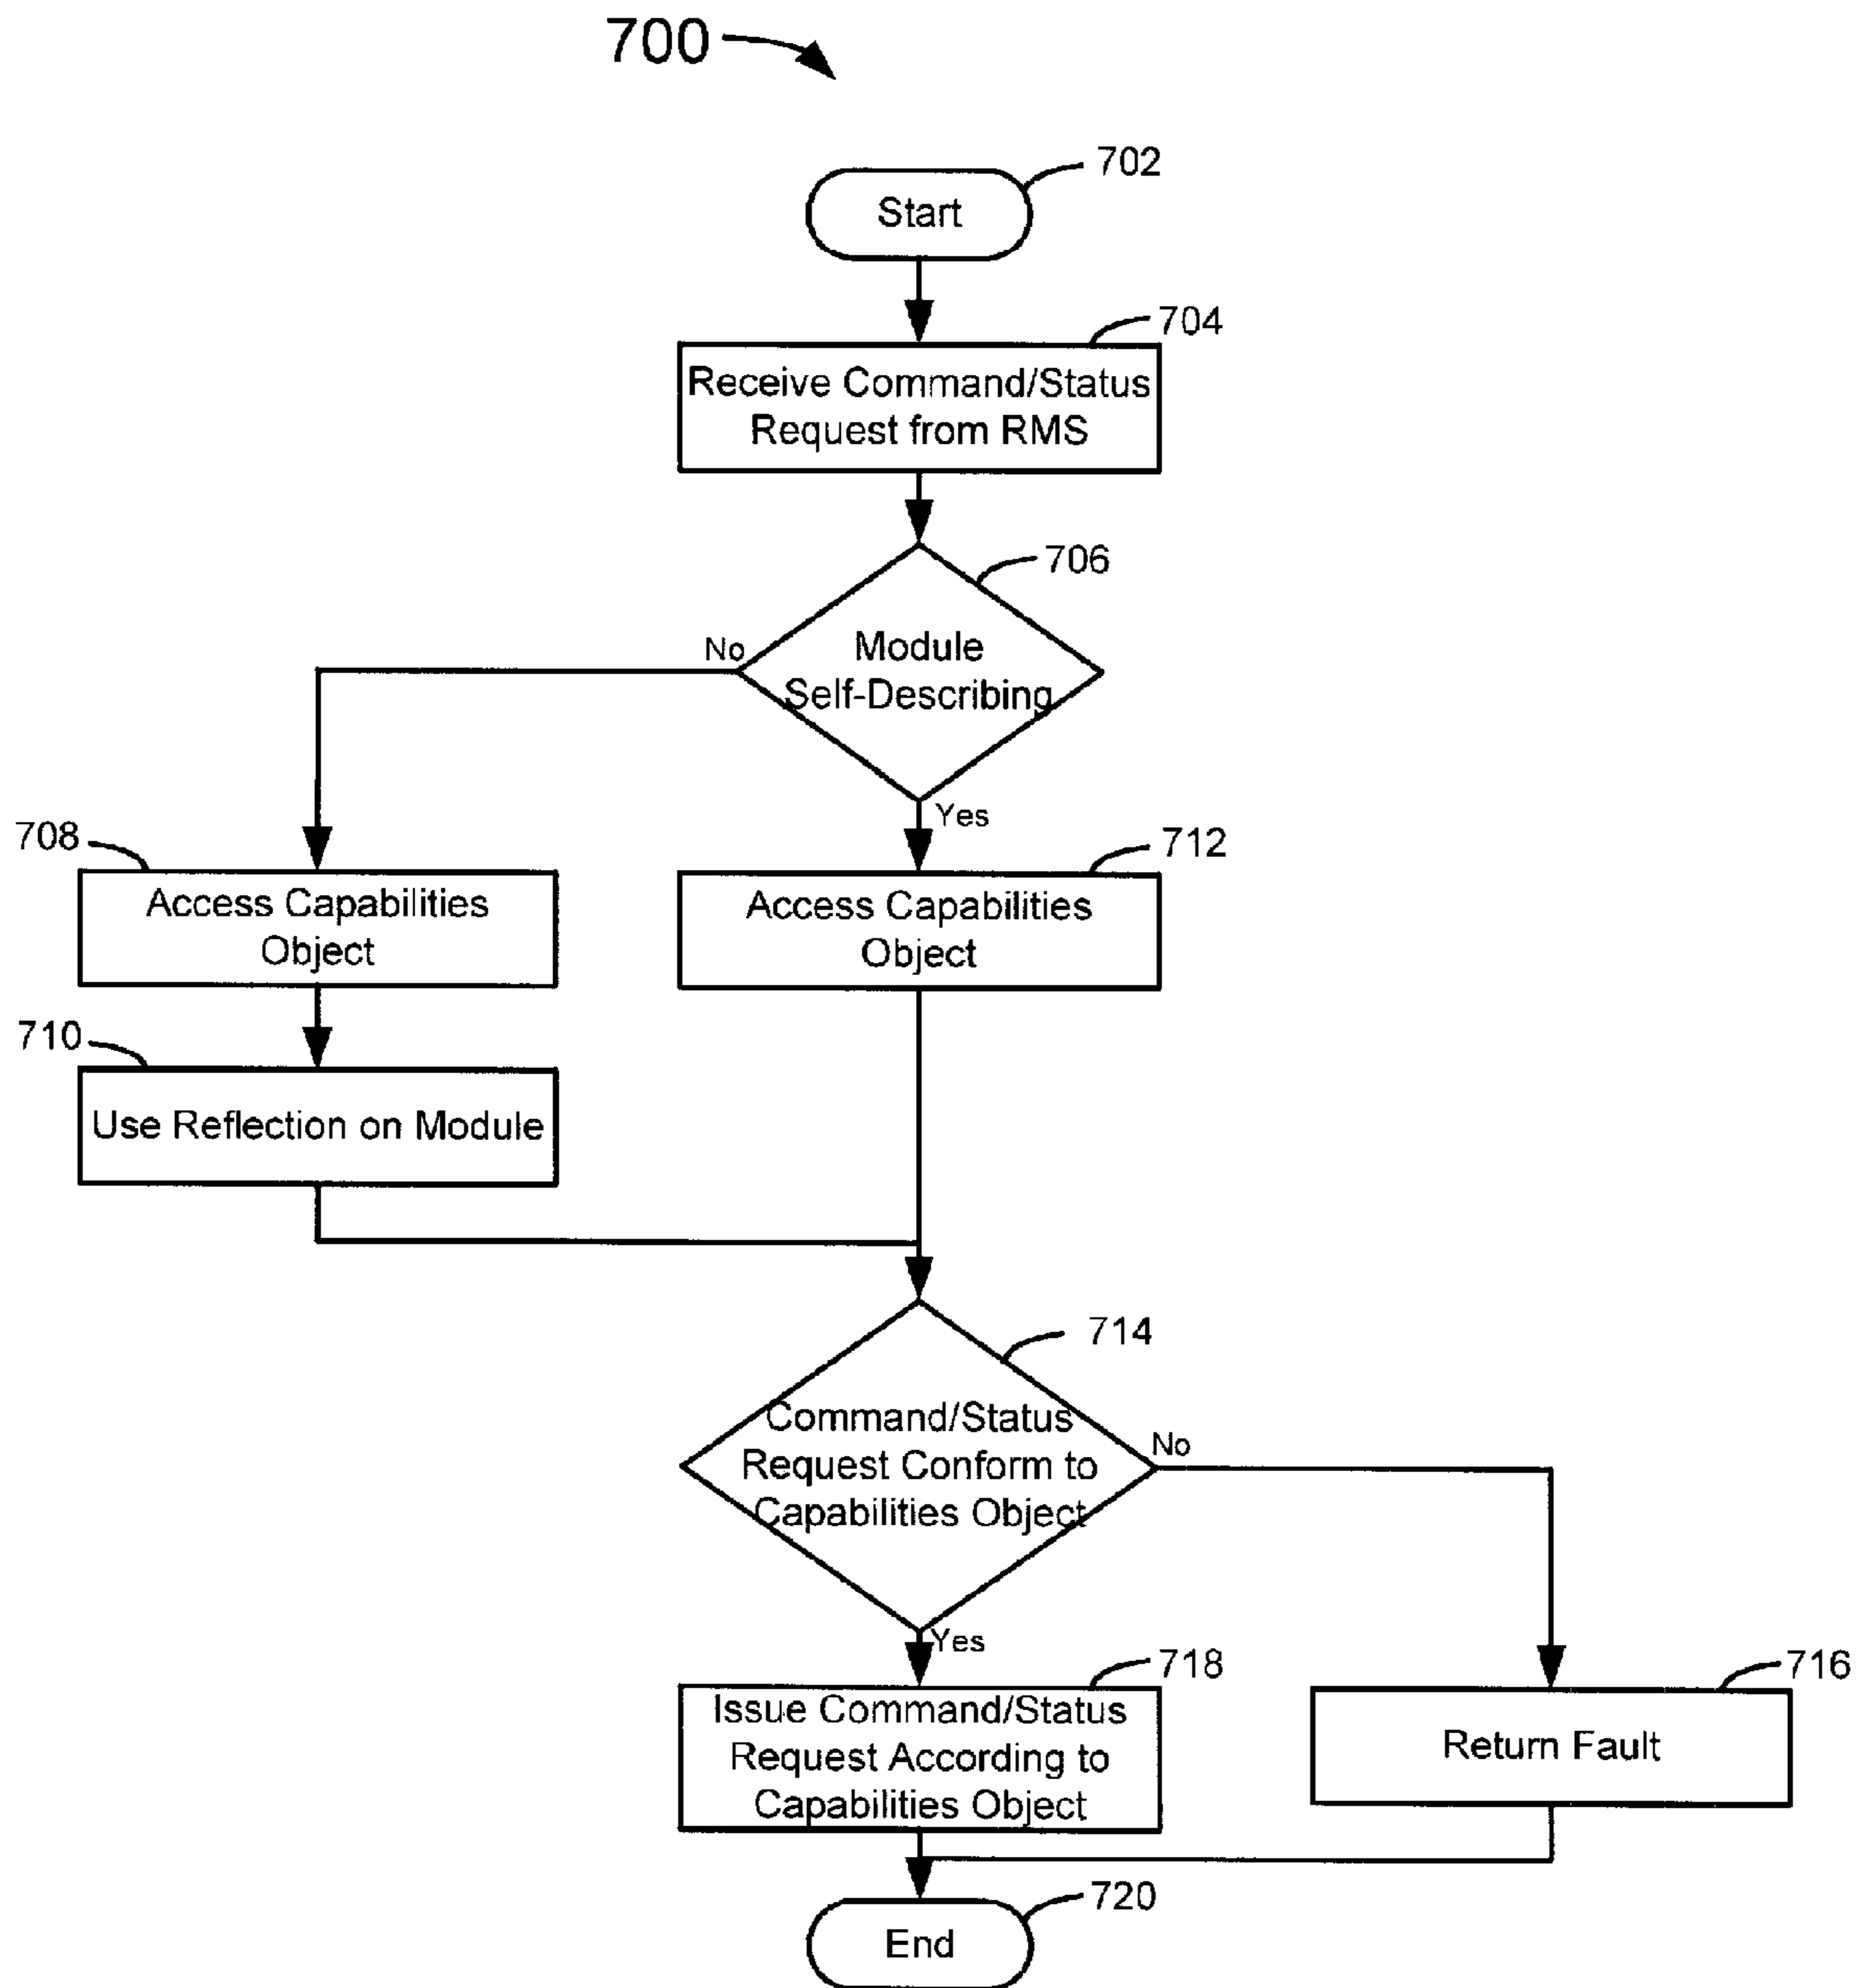 700
702
Start
704
Receive Command/Status
Request from RMS
706
Module
Self-Describing
No
Yes
708
Access Capabilities
Object
712
Access Capabilities
Object
710
Use Reflection on Module
714
Command/Status
Request Conform to
Capabilities Object
No
Yes
718
Issue Command/Status
Request According to
Capabilities Object
716
Return Fault
720
End